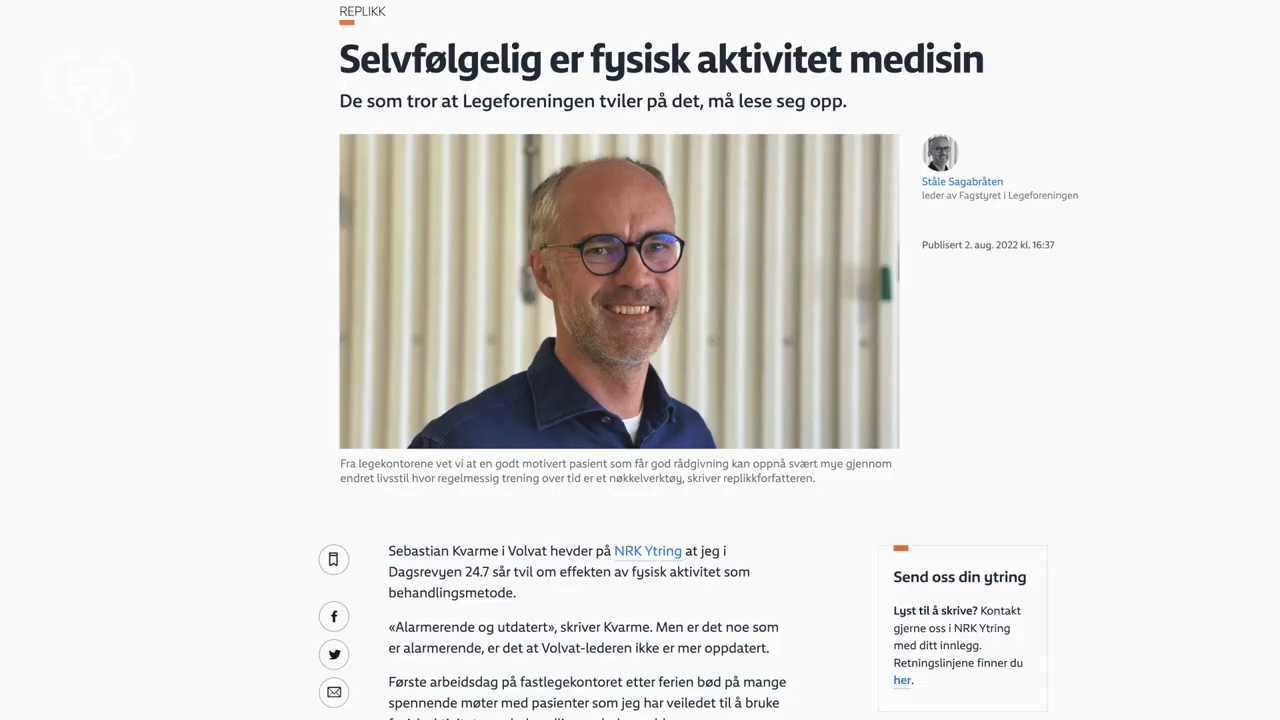 REPLIKK
Selvfølgelig er fysisk aktivitet medisin
De som tror at Legeforeningen tviler på det, må lese seg opp.
Ståle Sagabråten
leder av Fagstyret i Legeforeningen
Publisert 2. aug. 2022 kl. 16:37
Fra legekontorene vet vi at en godt motivert pasient som får god rådgivning kan oppnå svært mye gjennom
endret livsstil hvor regelmessig trening over tid er et nøkkelverktøy, skriver replikkforfatteren.
Sebastian Kvarme i Volvat hevder på NRK Ytring at jeg i
Dagsrevyen 24.7 sår tvil om effekten av fysisk aktivitet som
behandlingsmetode.
«Alarmerende og utdatert», skriver Kvarme. Men er det noe som
er alarmerende, er det at Volvat-lederen ikke er mer oppdatert.
Første arbeidsdag på fastlegekontoret etter ferien bød på mange
spennende møter med pasienter som jeg har veiledet til å bruke
Send oss din ytring
Lyst til å skrive? Kontakt
gjerne oss i NRK Ytring
med ditt innlegg.
Retningslinjene finner du
her.